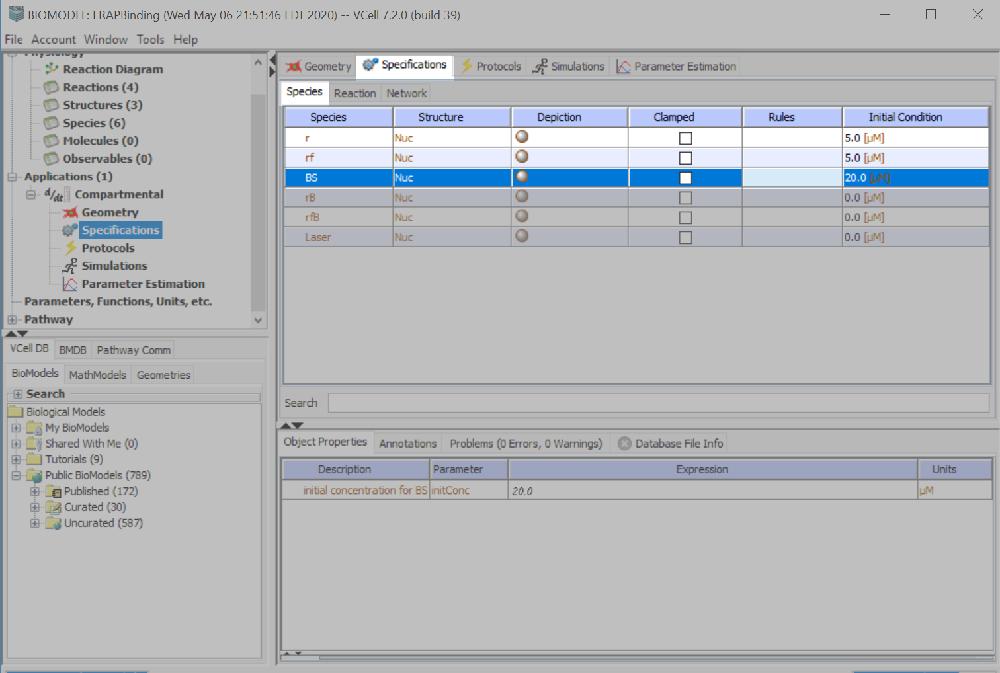 BIOMODEL: FRAPBinding (Wed May 06 21:51:46 EDT 2020) -- VCell 7.2.0 (build 39)
File Account Window Tools Help
Physiology
Reaction Diagram
Reactions (4)
Structures (3)
Species (6)
Molecules (0)
Observables (0)
Applications (1)
d/dt Compartmental
Geometry
Specifications
Protocols
Simulations
Parameter Estimation
Parameters, Functions, Units, etc.
Pathway
VCell DB BMDB Pathway Comm
BioModels MathModels Geometries
Search
Biological Models
My BioModels
Shared With Me (0)
Tutorials (9)
Public BioModels (789)
Published (172)
Curated (30)
Uncurated (587)
Geometry Specifications Protocols Simulations Parameter Estimation
Species Reaction Network
Species Structure Depiction Clamped Rules Initial Condition
r Nuc 5.0 [µM]
rf Nuc 5.0 [µM]
BS Nuc 20.0 [µM]
rB Nuc 0.0 [µM]
rfB Nuc 0.0 [µM]
Laser Nuc 0.0 [µM]
Search
Object Properties Annotations Problems (0 Errors, 0 Warnings) Database File Info
Description Parameter Expression Units
initial concentration for BS initConc 20.0 µM